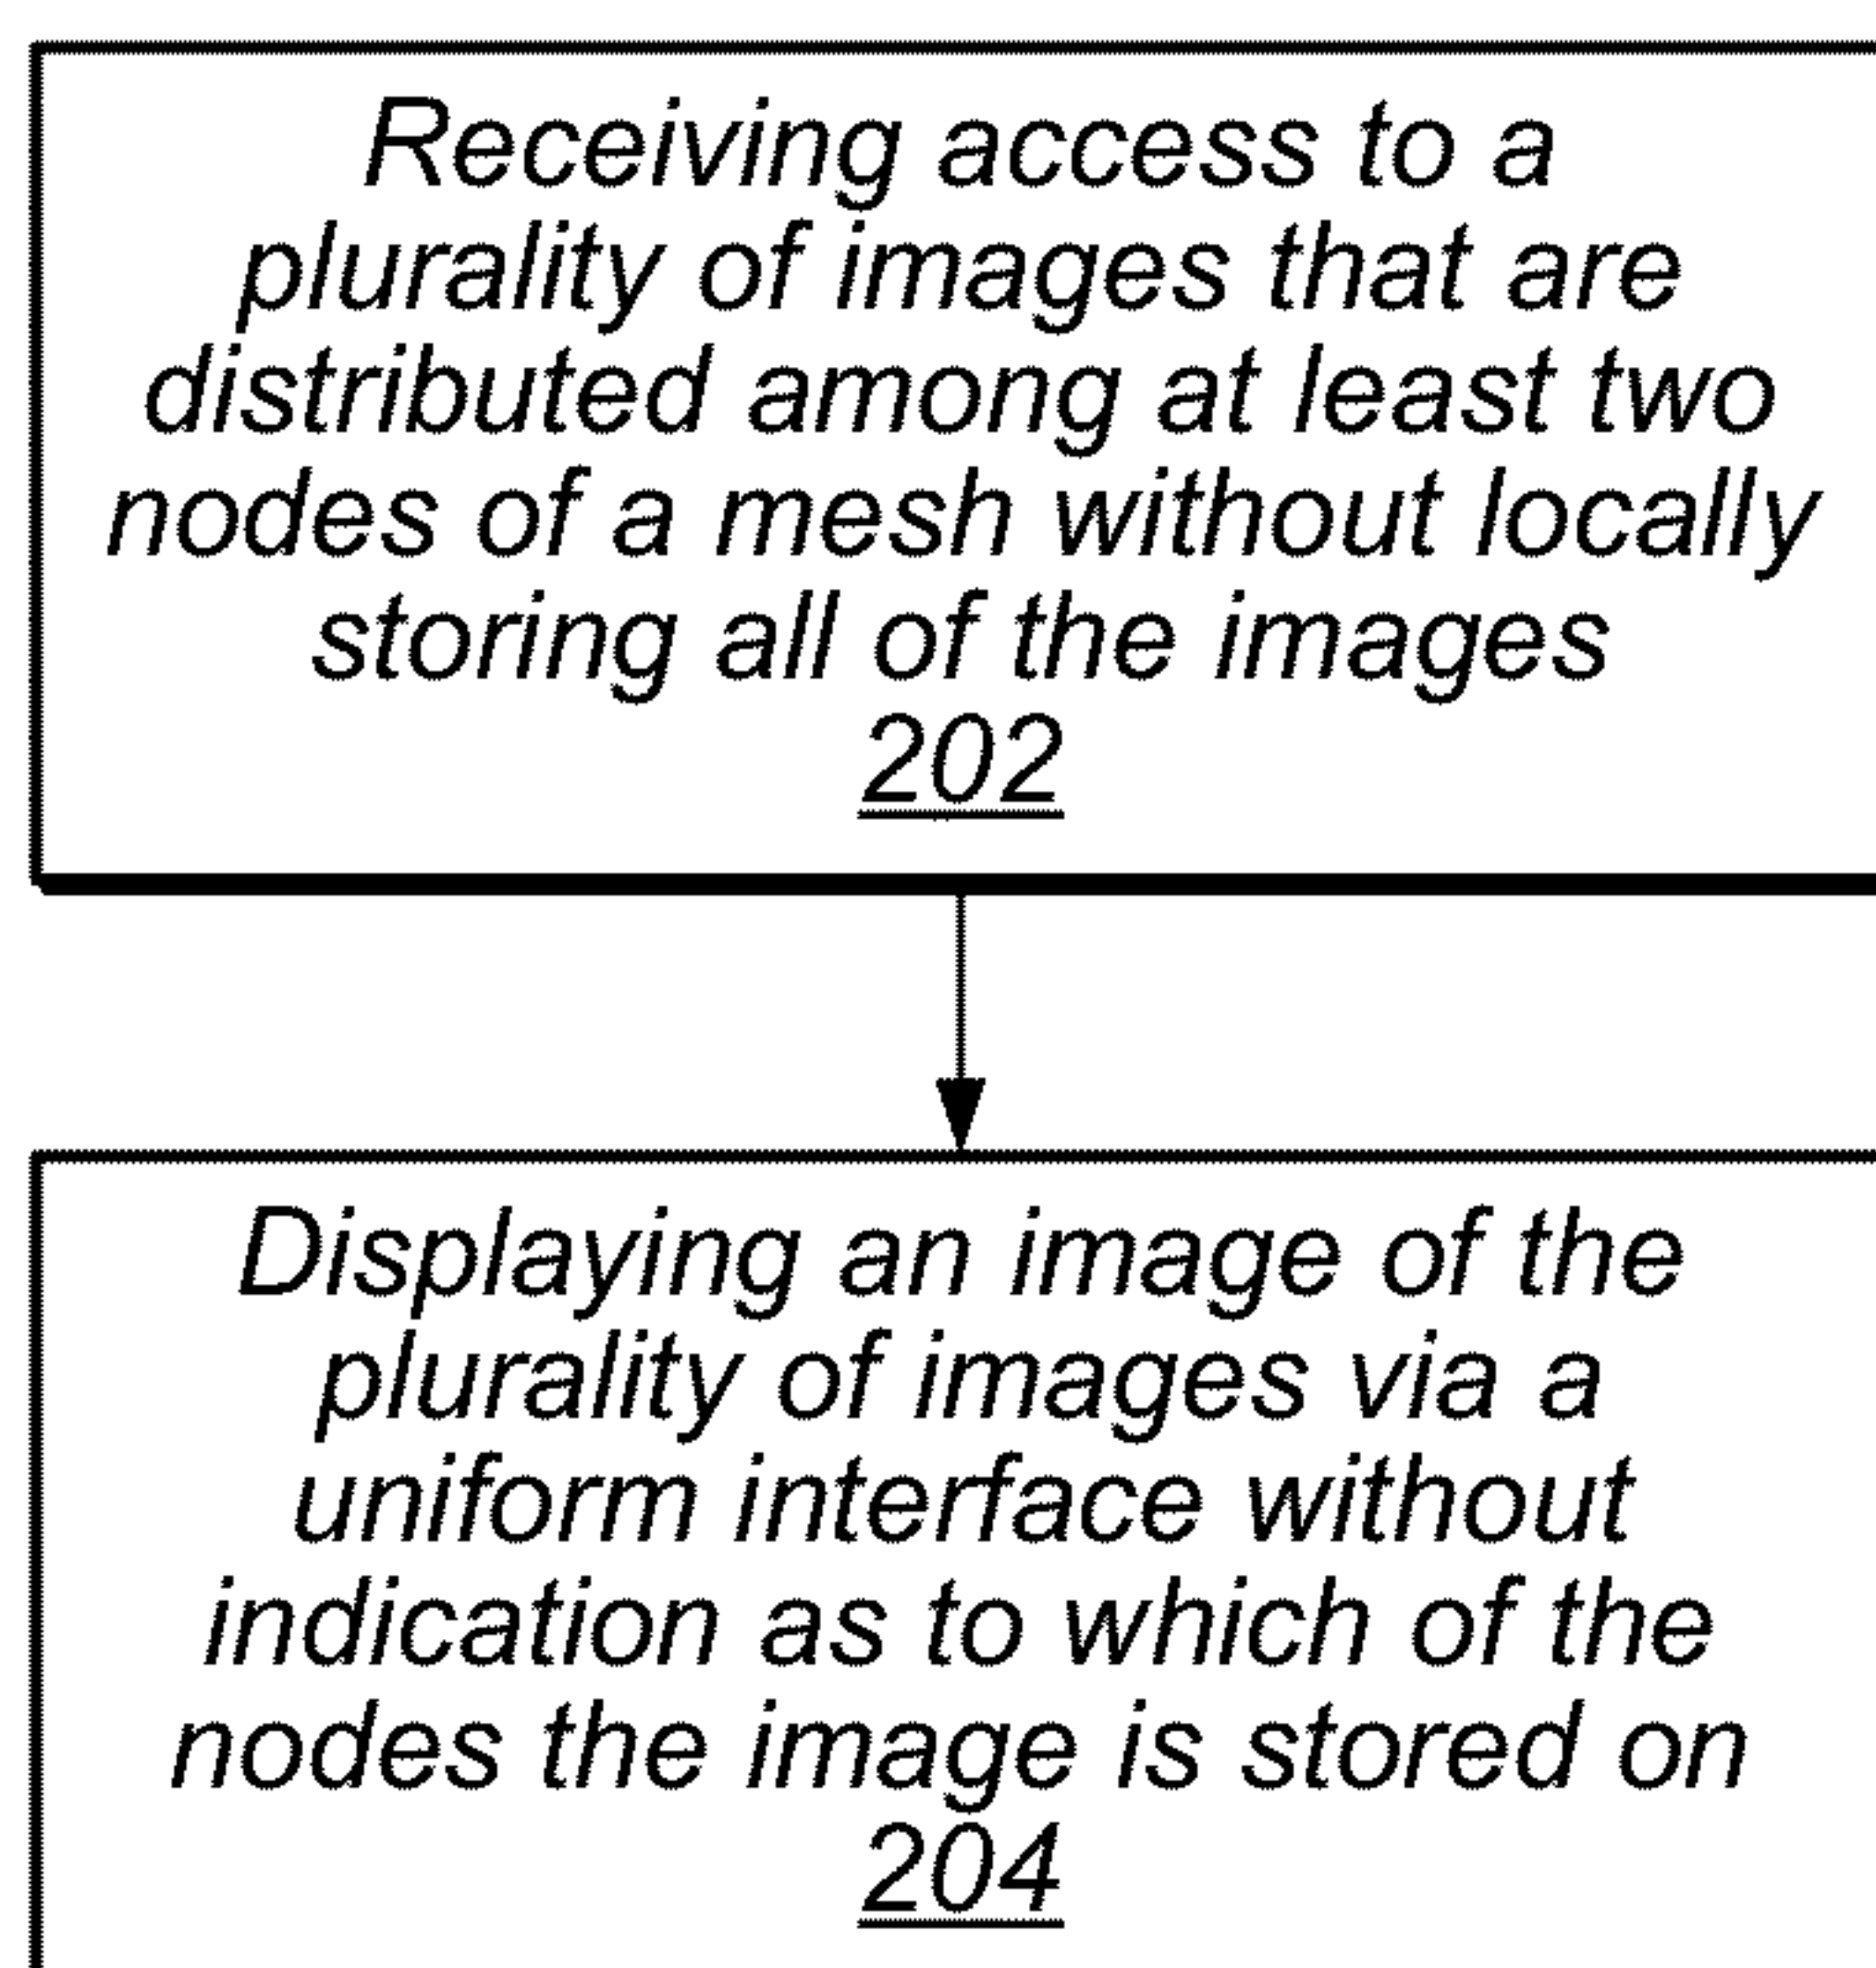 Receiving access to a
plurality of images that are
distributed among at least two
nodes of a mesh without locally
storing all of the images
202
Displaying an image of the
plurality of images via a
uniform interface without
indication as to which of the
nodes the image is stored on
204